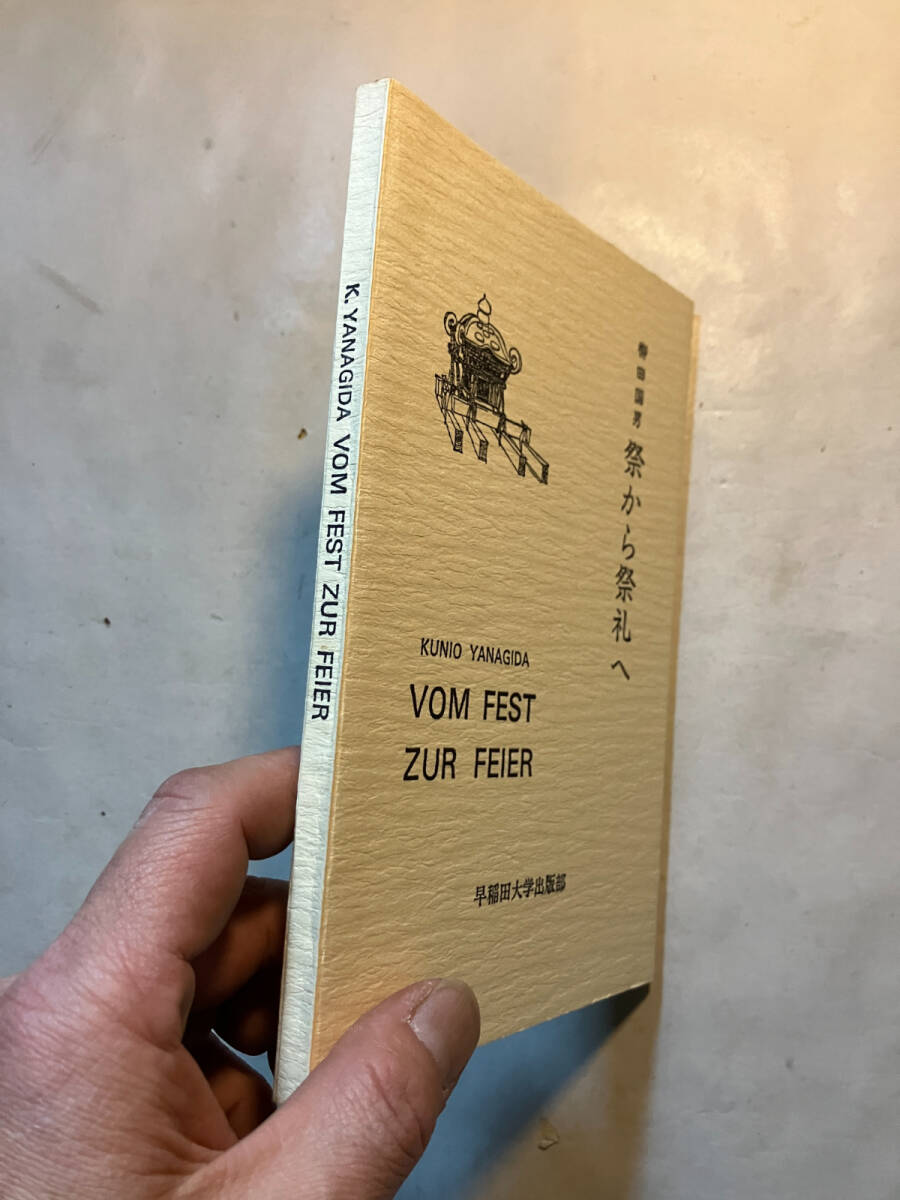 K. YANAGIDA VOM FEST ZUR FEIER
柳田国男 祭から祭礼へ
KUNIO YANAGIDA
VOM FEST
ZUR FEIER
早稲田大学出版部